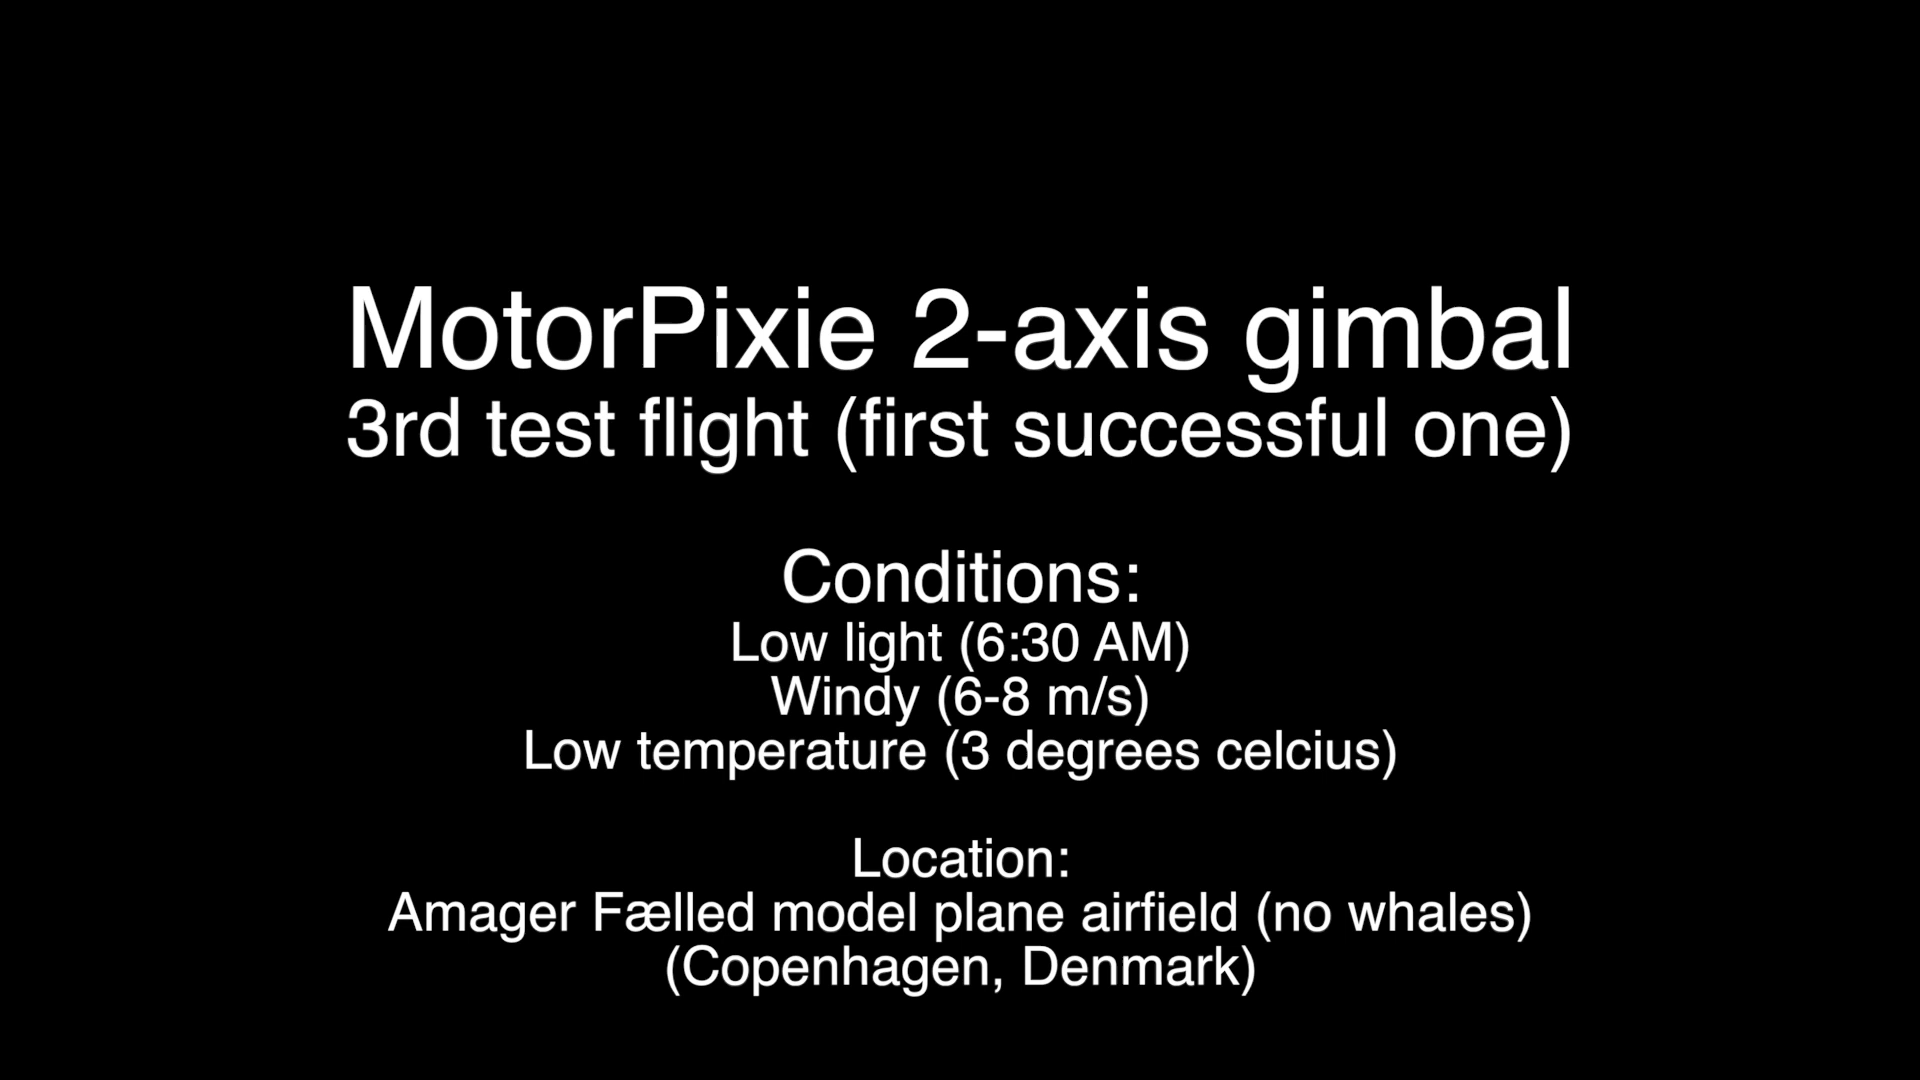 MotorPixie 2-axis gimbal
3rd test flight (first successful one)
Conditions:
Low light (6:30 AM)
Windy (6-8 m/s)
Low temperature (3 degrees celcius)
Location:
Amager Fælled model plane airfield (no whales)
(Copenhagen, Denmark)